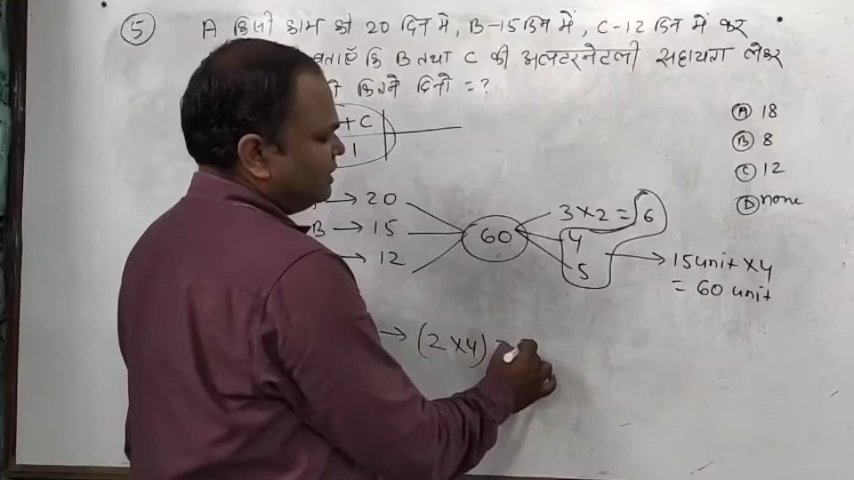 5 A किसी काम को 20 दिन में, B-15 दिन में, C-12 दिन में कर
बताएँ कि B तथा C की अलटरनेटली सहायता लेकर
कितने दिनो = ?
+ C
1
A 18
B 8
C 12
D none
→ 20
B → 15
→ 12
60
3×2 = 6
4
5
→ 15 unit × 4
= 60 unit
→ (2×4)